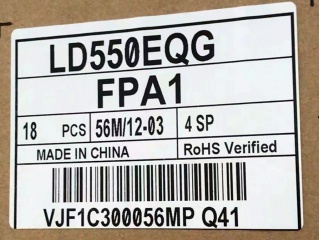 LD550EQG
FPA1
18 PCS 56M/12-03 4 SP
MADE IN CHINA RoHS Verified
VJF1C300056MP Q41